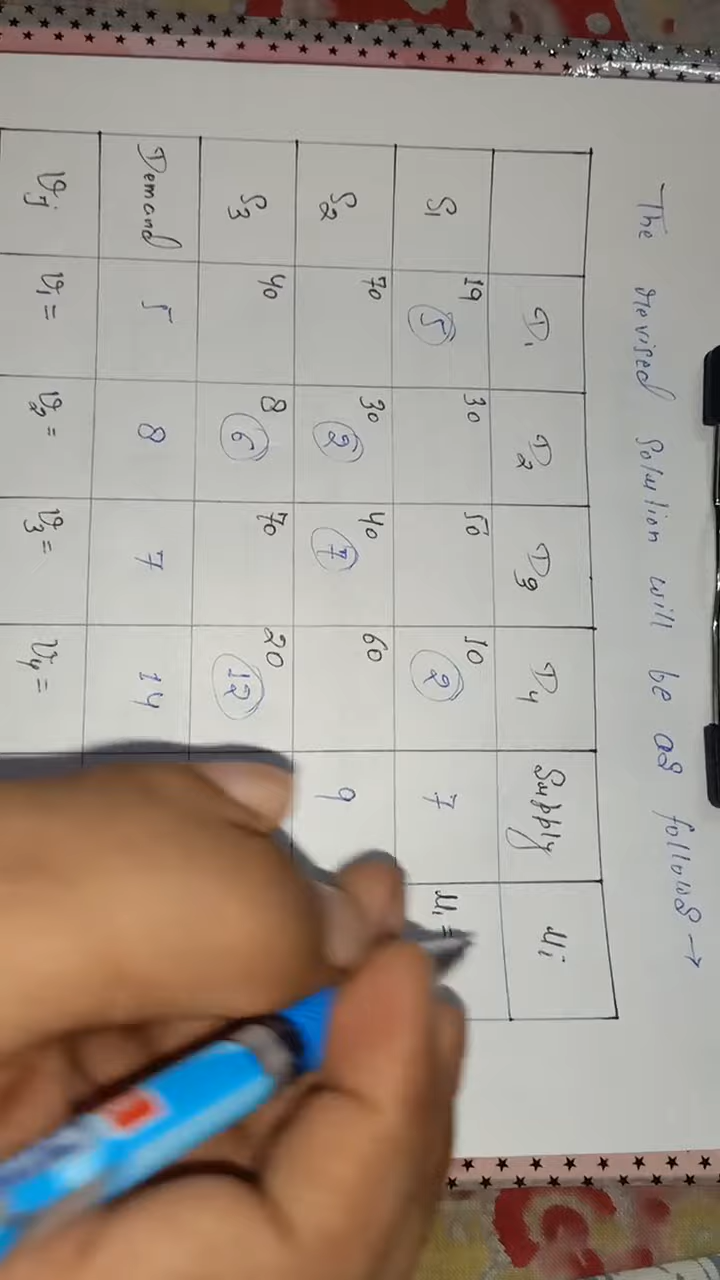 The revised solution will be as follows →
D1 D2 D3 D4 Supply ui
S1 19 (5) 30 50 10 (2) 7 u1 =
S2 70 30 (2) 40 (7) 60 9
S3 40 8 (6) 70 20 (12)
Demand 5 8 7 14
vj v1 = v2 = v3 = v4 =